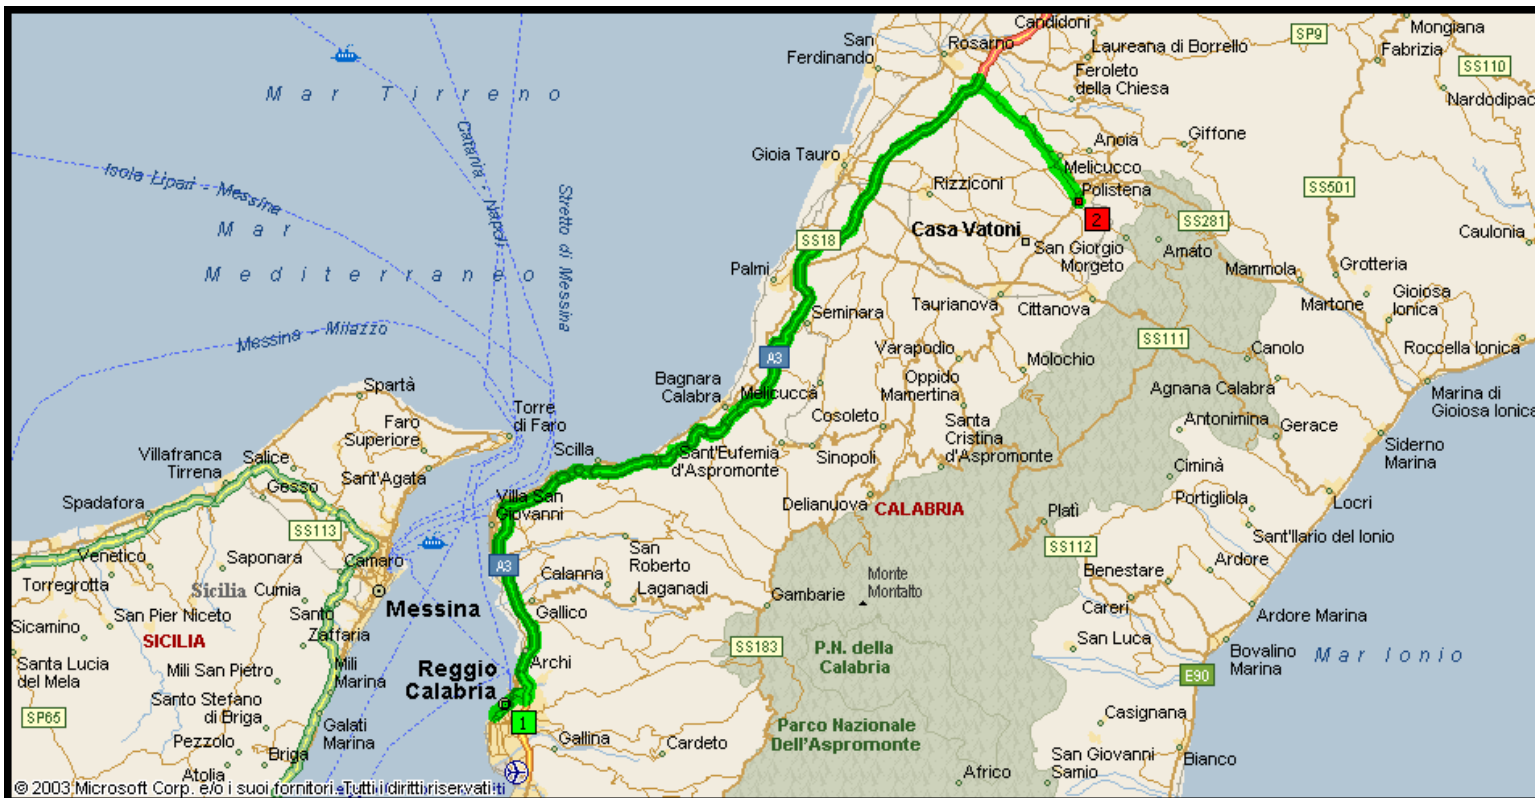 Candidoni
Mongiana
San
Ferdinando
Rosarno
SP9
Laureana di Borrello
Fabrizia
SS110
Feroleto
della Chiesa
Nardodipac
Mar Tirreno
Catania - Napoli
Anoia
Giffone
Gioia Tauro
Melicucco
Isola Lipari - Messina
Stretto di Messina
Rizziconi
Polistena
SS501
2
SS281
Mar
Mediterraneo
SS18
Casa Vatoni
San Giorgio
Morgeto
Amato
Caulonia
Palmi
Mammola
Grotteria
Taurianova
Cittanova
Martone
Gioiosa
Ionica
Seminara
Messina - Milazzo
SS111
A3
Varapodio
Molochio
Canolo
Roccella Ionica
Bagnara
Calabra
Melicuccà
Oppido
Mamertina
Agnana Calabra
Marina di
Gioiosa Ionica
Spartà
Torre
di Faro
Faro
Superiore
Cosoleto
Santa
Cristina
d'Aspromonte
Antonimina
Gerace
Siderno
Marina
Villafranca
Tirrena
Salice
Scilla
Sant'Eufemia
d'Aspromonte
Sinopoli
Gesso
Sant'Agata
Ciminà
Spadafora
Villa San
Giovanni
Delianuova
CALABRIA
Platì
Portigliola
Locri
SS113
Sant'Ilario del Ionio
Venetico
Saponara
Camaro
San
Roberto
SS112
Ardore
Torregrotta
A3
Calanna
Laganadi
Monte
Montalto
Benestare
Sicilia
Cumia
Messina
Gallico
Gambarie
Careri
Ardore Marina
San Pier Niceto
Santo
Sicamino
SICILIA
Zaffaria
San Luca
SS183
P.N. della
Calabria
Bovalino
Marina
Mar Ionio
Santa Lucia
del Mela
Mili San Pietro
Mili
Marina
Reggio
Calabria
Archi
E90
SP65
Santo Stefano
di Briga
Galati
Marina
1
Parco Nazionale
Dell'Aspromonte
Casignana
Pezzolo
Gallina
Cardeto
Briga
San Giovanni
Samo
Bianco
Atolia
Africo
© 2003 Microsoft Corp. e/o i suoi fornitori. Tutti i diritti riservati.